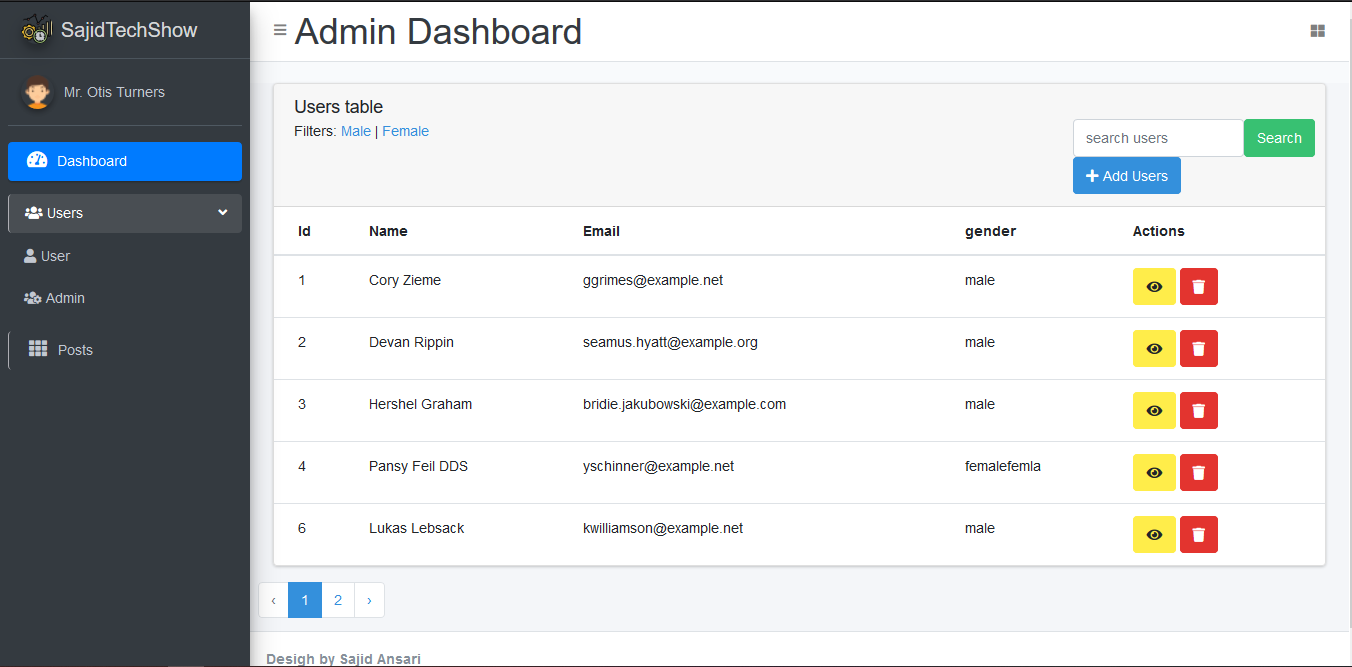 SajidTechShow
Admin Dashboard
Mr. Otis Turners
Dashboard
Users
User
Admin
Posts
Users table
Filters: Male | Female
search users Search
Add Users
Id Name Email gender Actions
1 Cory Zieme ggrimes@example.net male
2 Devan Rippin seamus.hyatt@example.org male
3 Hershel Graham bridie.jakubowski@example.com male
4 Pansy Feil DDS yschinner@example.net femalefemla
6 Lukas Lebsack kwilliamson@example.net male
‹ 1 2 ›
Desigh by Sajid Ansari